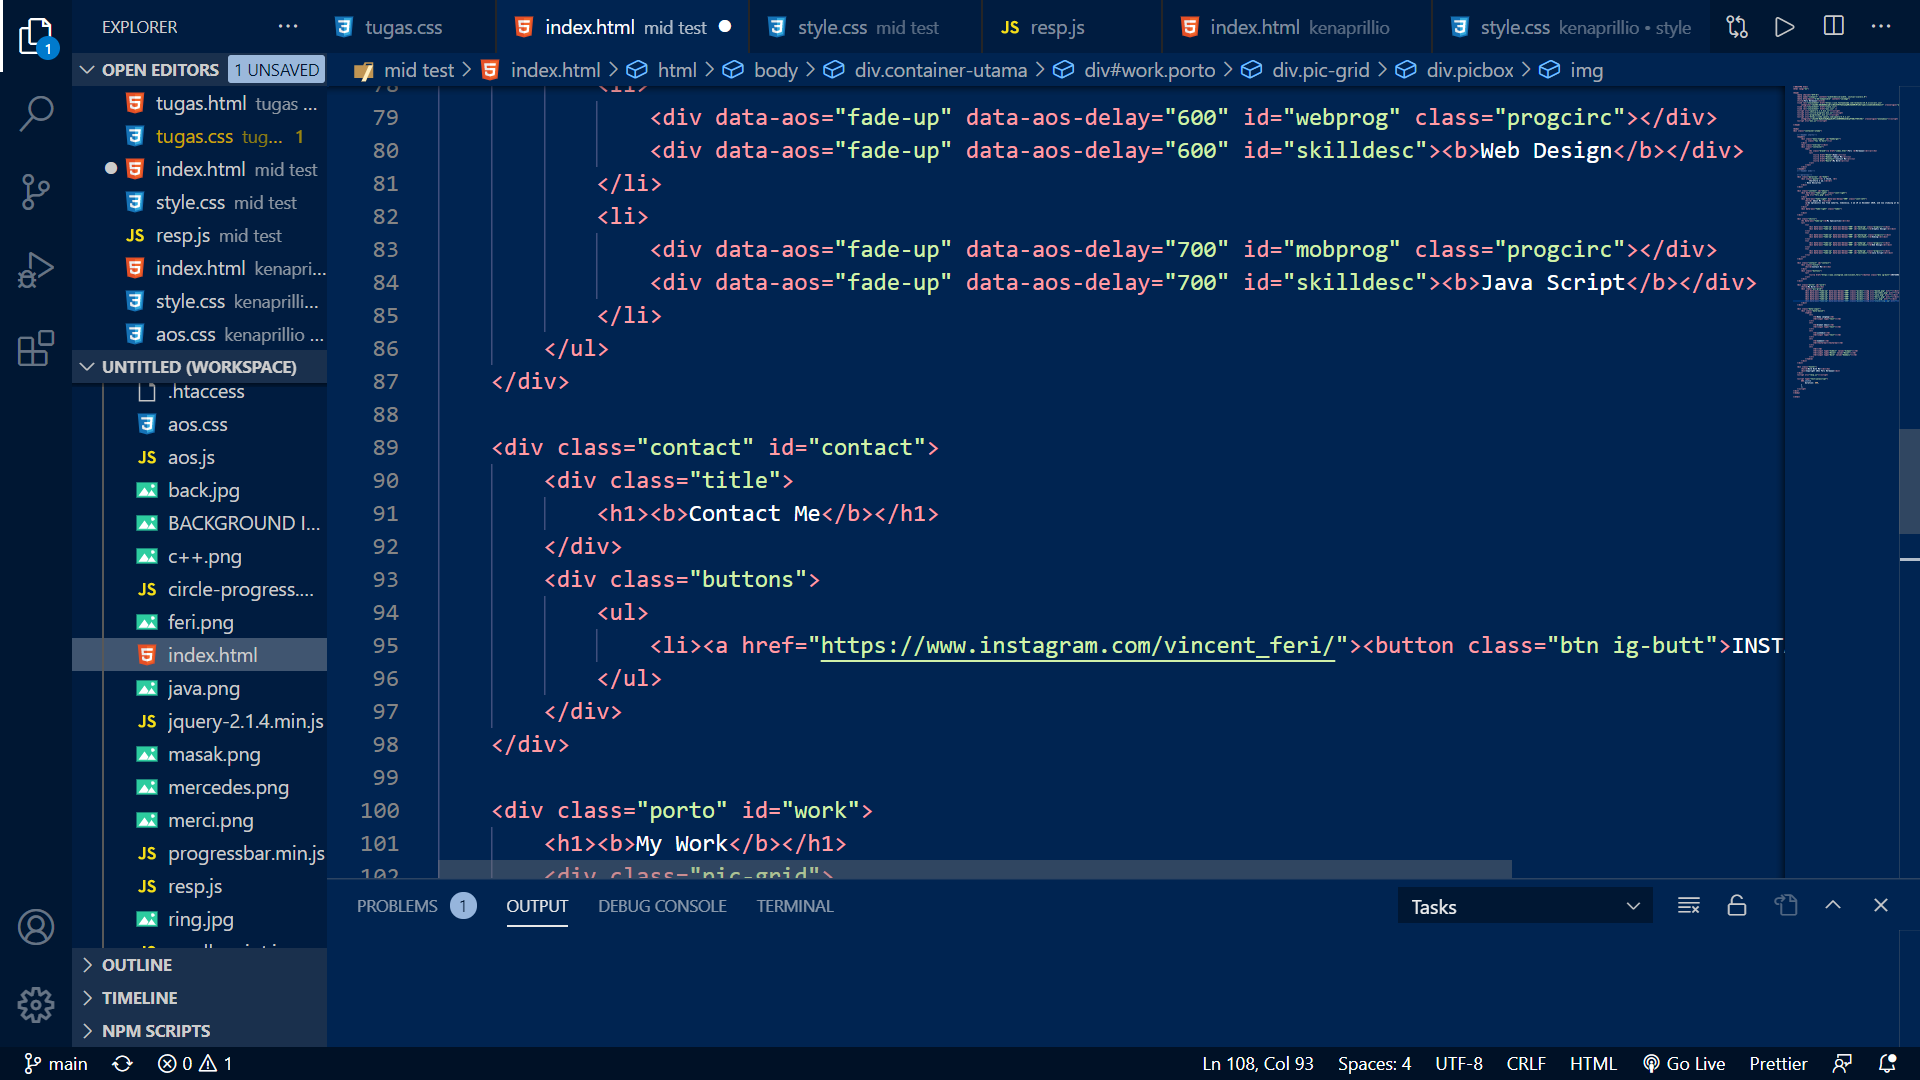 1
EXPLORER
OPEN EDITORS 1 UNSAVED
tugas.html tugas ...
tugas.css tug... 1
index.html mid test
style.css mid test
JS resp.js mid test
index.html kenapri...
style.css kenaprilli...
aos.css kenaprillio ...
UNTITLED (WORKSPACE)
.htaccess
aos.css
JS aos.js
back.jpg
BACKGROUND I...
c++.png
JS circle-progress....
feri.png
index.html
java.png
JS jquery-2.1.4.min.js
masak.png
mercedes.png
merci.png
JS progressbar.min.js
JS resp.js
ring.jpg
OUTLINE
TIMELINE
NPM SCRIPTS
tugas.css
index.html mid test
style.css mid test
JS resp.js
index.html kenaprillio
style.css kenaprillio • style
mid test > index.html > html > body > div.container-utama > div#work.porto > div.pic-grid > div.picbox > img
78 <li>
79 <div data-aos="fade-up" data-aos-delay="600" id="webprog" class="progcirc"></div>
80 <div data-aos="fade-up" data-aos-delay="600" id="skilldesc"><b>Web Design</b></div>
81 </li>
82 <li>
83 <div data-aos="fade-up" data-aos-delay="700" id="mobprog" class="progcirc"></div>
84 <div data-aos="fade-up" data-aos-delay="700" id="skilldesc"><b>Java Script</b></div>
85 </li>
86 </ul>
87 </div>
88
89 <div class="contact" id="contact">
90 <div class="title">
91 <h1><b>Contact Me</b></h1>
92 </div>
93 <div class="buttons">
94 <ul>
95 <li><a href="https://www.instagram.com/vincent_feri/"><button class="btn ig-butt">INST
96 </ul>
97 </div>
98 </div>
99
100 <div class="porto" id="work">
101 <h1><b>My Work</b></h1>
102 <div class="pic-grid">
PROBLEMS 1 OUTPUT DEBUG CONSOLE TERMINAL
Tasks
main 0 1
Ln 108, Col 93 Spaces: 4 UTF-8 CRLF HTML Go Live Prettier